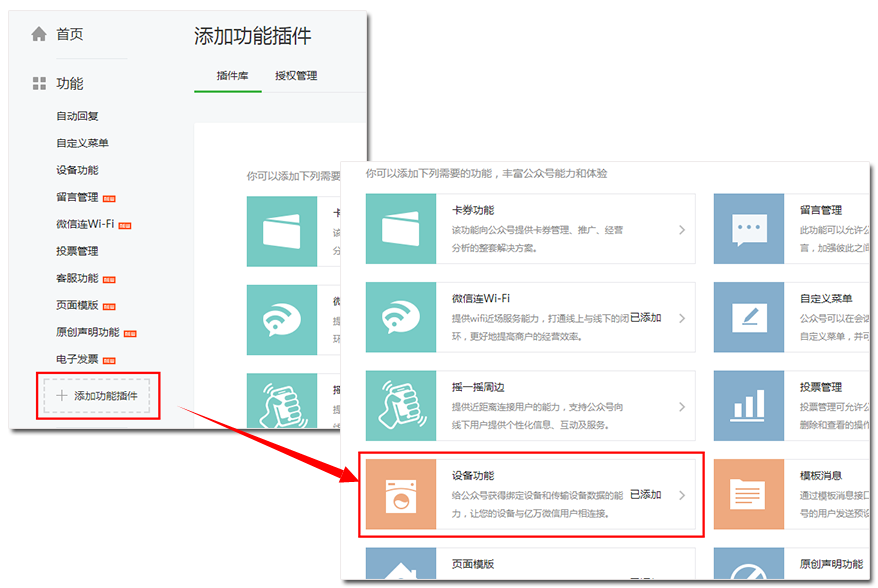 首页
添加功能插件
插件库
授权管理
功能
自动回复
自定义菜单
设备功能
留言管理
微信连Wi-Fi
投票管理
客服功能
页面模版
原创声明功能
电子发票
添加功能插件
你可以添加下列需要
你可以添加下列需要的功能，丰富公众号能力和体验
卡券功能
该功能向公众号提供卡券管理、推广、经营
分析的整套解决方案。
留言管理
此功能可以允许公
言，加强彼此之间
微信连Wi-Fi
提供wifi近场服务能力，打通线上与线下的闭
环，更好地提高商户的经营效率。
已添加
自定义菜单
公众号可以在会话
自定义菜单，并可
摇一摇周边
提供近距离连接用户的能力，支持公众号向
线下用户提供个性化信息、互动及服务。
投票管理
投票管理可允许公
删除和查看的操作
设备功能
给公众号获得绑定设备和传输设备数据的能
力，让您的设备与亿万微信用户相连接。
已添加
模板消息
通过模板消息接口
号的用户发送预设
页面模版
原创声明功能